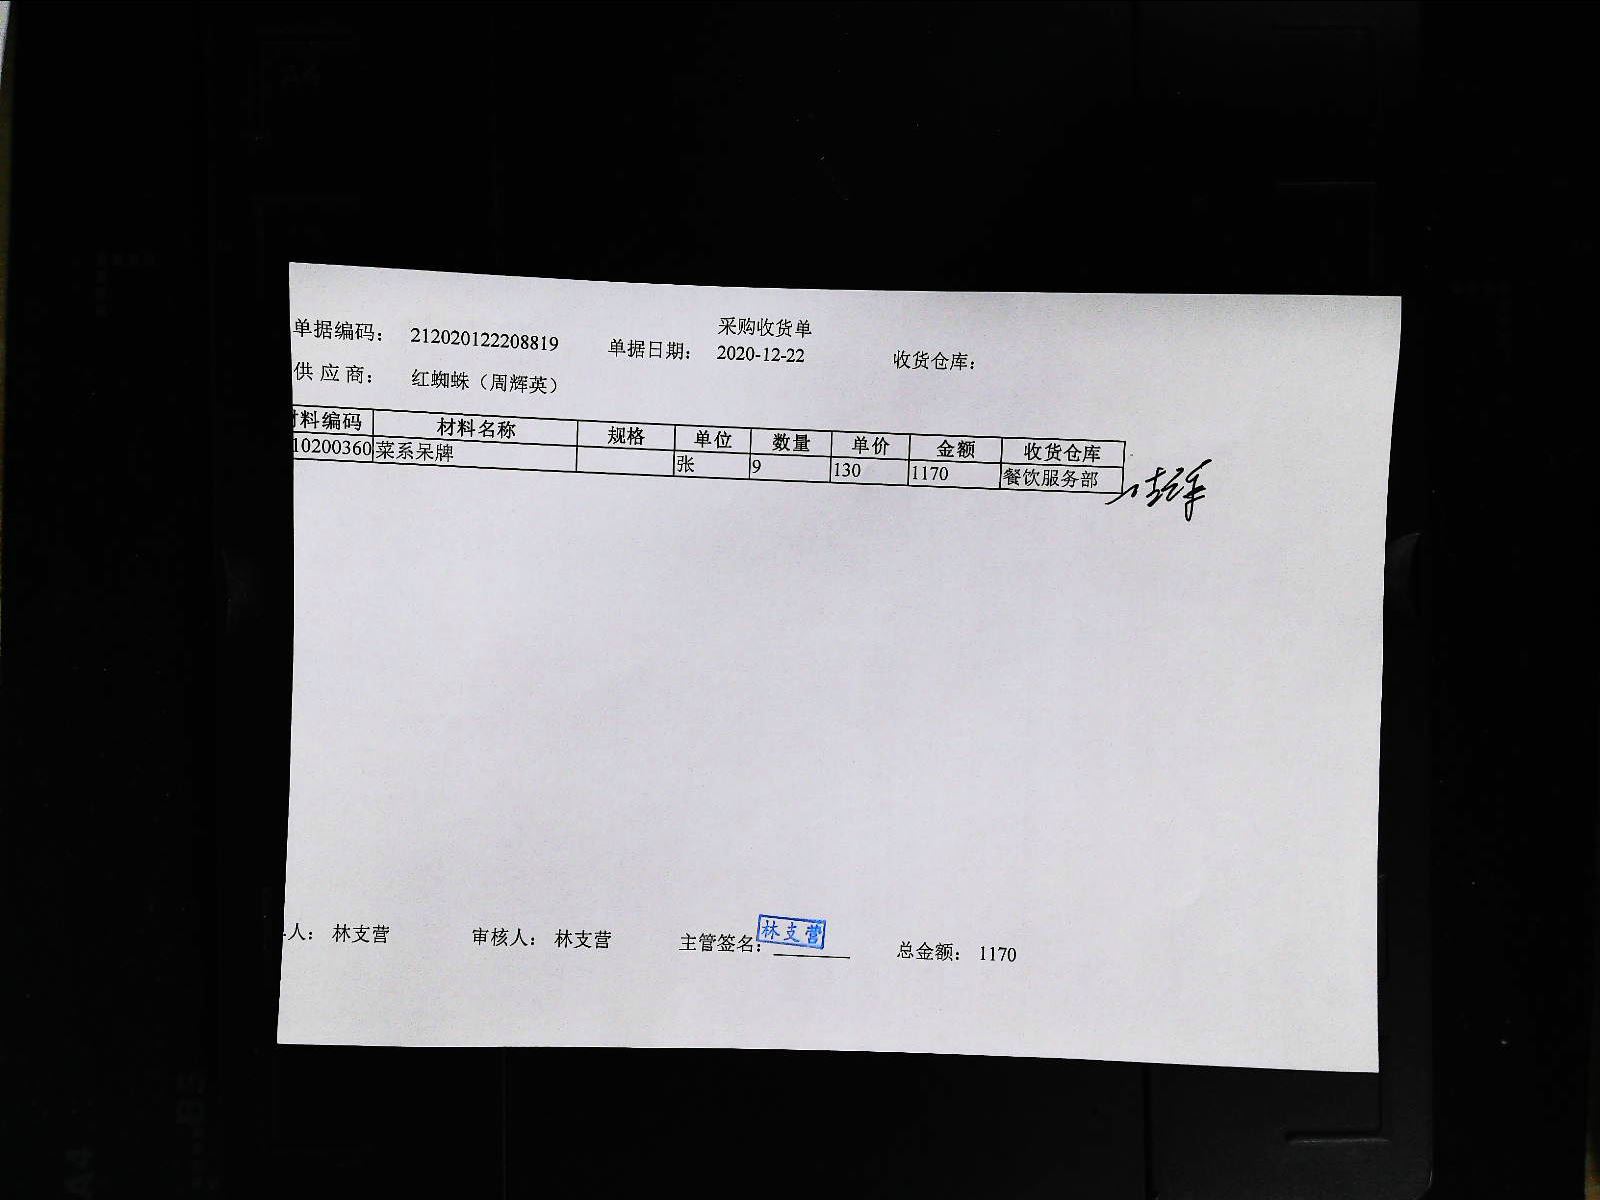 采购收货单
单据编码： 212020122208819 单据日期： 2020-12-22 收货仓库：
供 应 商： 红蜘蛛（周辉英）
材料编码 材料名称 规格 单位 数量 单价 金额 收货仓库
10200360 菜系呆牌 张 9 130 1170 餐饮服务部
人： 林支营 审核人： 林支营 主管签名： 林支营 总金额： 1170
A4
B5
A4